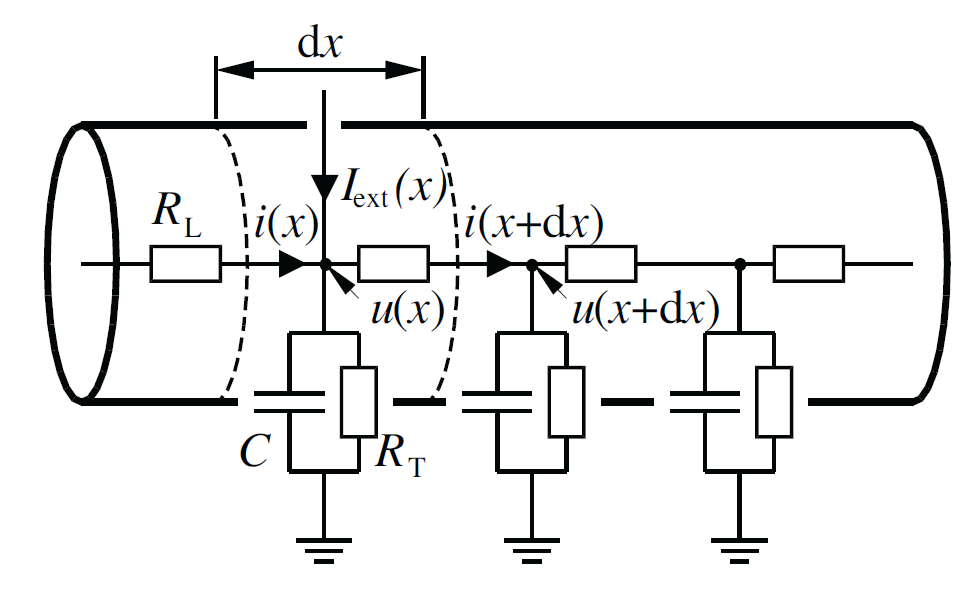 dx
I_ext(x)
R_L
i(x)
i(x+dx)
u(x)
u(x+dx)
C
R_T